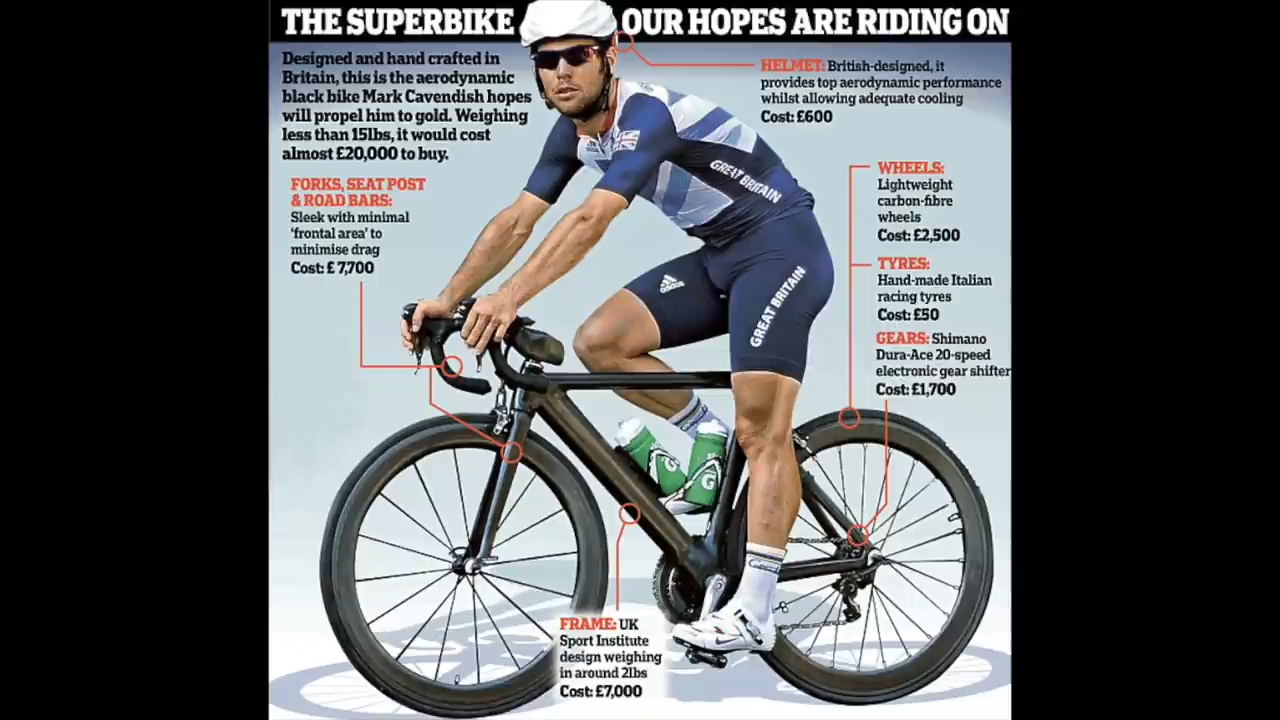 THE SUPERBIKE OUR HOPES ARE RIDING ON
Designed and hand crafted in
Britain, this is the aerodynamic
black bike Mark Cavendish hopes
will propel him to gold. Weighing
less than 15lbs, it would cost
almost £20,000 to buy.
HELMET: British-designed, it
provides top aerodynamic performance
whilst allowing adequate cooling
Cost: £600
FORKS, SEAT POST
& ROAD BARS:
Sleek with minimal
'frontal area' to
minimise drag
Cost: £ 7,700
WHEELS:
Lightweight
carbon-fibre
wheels
Cost: £2,500
TYRES:
Hand-made Italian
racing tyres
Cost: £50
GEARS: Shimano
Dura-Ace 20-speed
electronic gear shifter
Cost: £1,700
FRAME: UK
Sport Institute
design weighing
in around 2lbs
Cost: £7,000
GREAT BRITAIN
adidas
GREAT BRITAIN
G
G